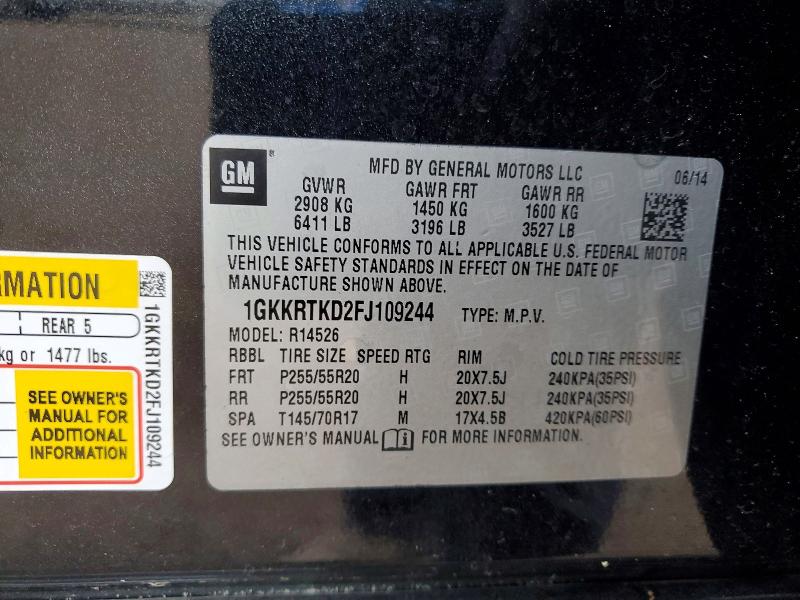 GM ®
MFD BY GENERAL MOTORS LLC 06/14
GVWR GAWR FRT GAWR RR
2908 KG 1450 KG 1600 KG
6411 LB 3196 LB 3527 LB
THIS VEHICLE CONFORMS TO ALL APPLICABLE U.S. FEDERAL MOTOR
VEHICLE SAFETY STANDARDS IN EFFECT ON THE DATE OF
MANUFACTURE SHOWN ABOVE.
1GKKRTKD2FJ109244 TYPE: M.P.V.
MODEL: R14526
RBBL TIRE SIZE SPEED RTG RIM COLD TIRE PRESSURE
FRT P255/55R20 H 20X7.5J 240KPA(35PSI)
RR P255/55R20 H 20X7.5J 240KPA(35PSI)
SPA T145/70R17 M 17X4.5B 420KPA(60PSI)
SEE OWNER'S MANUAL i FOR MORE INFORMATION.
RMATION
REAR 5
kg or 1477 lbs.
SEE OWNER'S
MANUAL FOR
ADDITIONAL
INFORMATION
1GKKRTKD2FJ109244